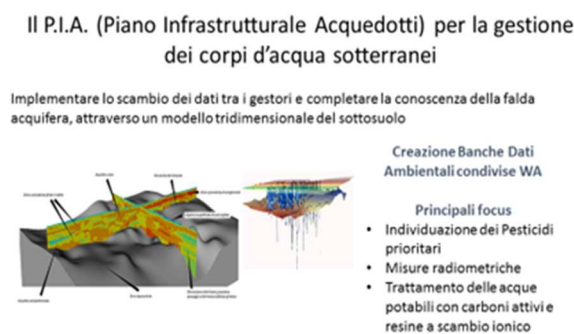 Il P.I.A. (Piano Infrastrutturale Acquedotti) per la gestione
dei corpi d'acqua sotterranei
Implementare lo scambio dei dati tra i gestori e completare la conoscenza della falda
acquifera, attraverso un modello tridimensionale del sottosuolo
Creazione Banche Dati
Ambientali condivise WA
Principali focus
• Individuazione dei Pesticidi
prioritari
• Misure radiometriche
• Trattamento delle acque
potabili con carboni attivi e
resine a scambio ionico